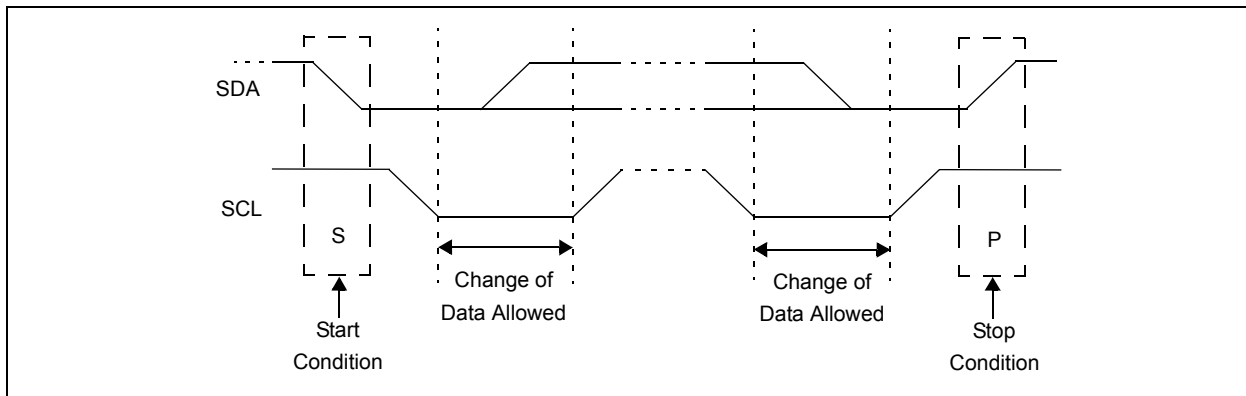 SDA
SCL
S
P
Change of
Data Allowed
Change of
Data Allowed
Start
Condition
Stop
Condition